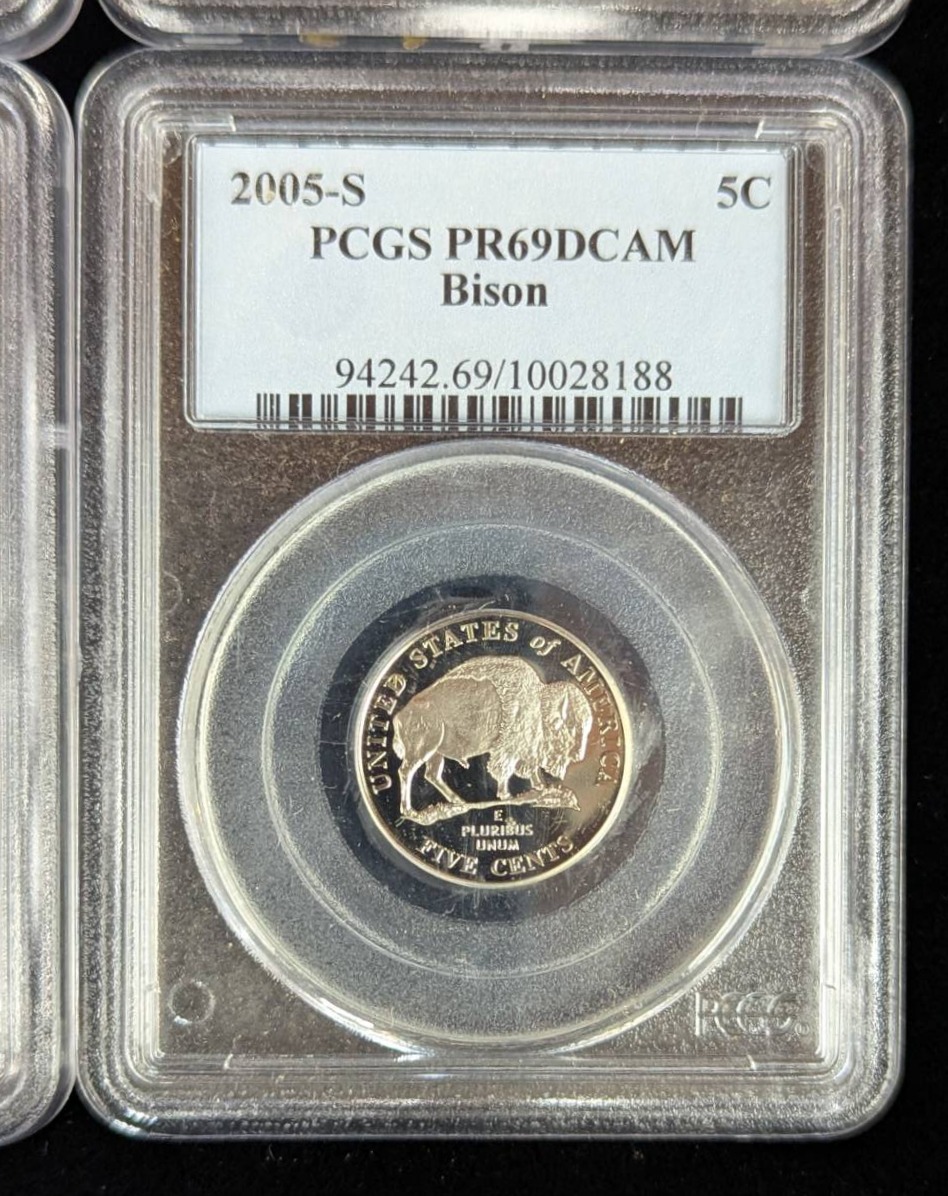 2005-S 5C
PCGS PR69DCAM
Bison
94242.69/10028188
UNITED STATES of AMERICA
E
PLURIBUS
UNUM
FIVE CENTS
PCGS